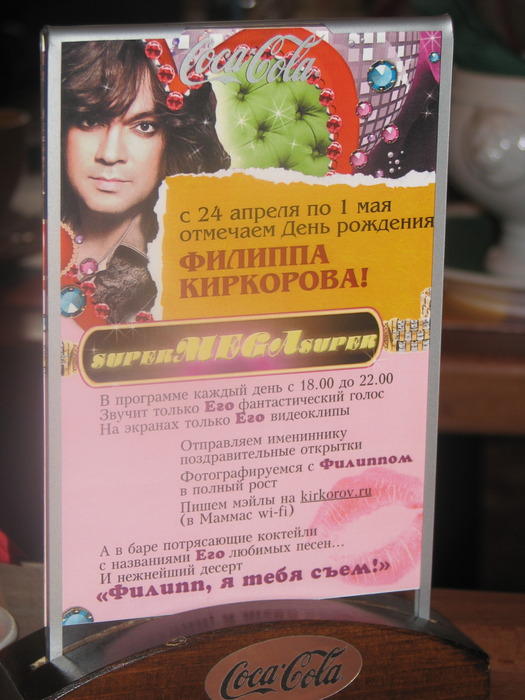 Coca-Cola
с 24 апреля по 1 мая
отмечаем День рождения
ФИЛИППА
КИРКОРОВА!
SUPERMEGASUPER
В программе каждый день с 18.00 до 22.00
Звучит только Его фантастический голос
На экранах только Его видеоклипы
Отправляем имениннику
поздравительные открытки
Фотографируемся с Филиппом
в полный рост
Пишем мэйлы на kirkorov.ru
(в Маммас wi-fi)
А в баре потрясающие коктейли
с названиями Его любимых песен...
И нежнейший десерт
«Филипп, я тебя съем!»
Coca-Cola